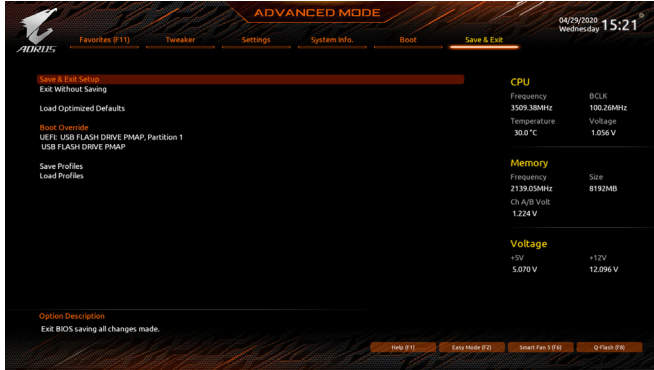 ADVANCED MODE
04/29/2020 Wednesday 15:21
AORUS
Favorites (F11) Tweaker Settings System Info. Boot Save & Exit
Save & Exit Setup
Exit Without Saving
Load Optimized Defaults
Boot Override
UEFI: USB FLASH DRIVE PMAP, Partition 1
USB FLASH DRIVE PMAP
Save Profiles
Load Profiles
CPU
Frequency BCLK
3509.38MHz 100.26MHz
Temperature Voltage
30.0 °C 1.056 V
Memory
Frequency Size
2139.05MHz 8192MB
Ch A/B Volt
1.224 V
Voltage
+5V +12V
5.070 V 12.096 V
Option Description
Exit BIOS saving all changes made.
Help (F1) Easy Mode (F2) Smart Fan 5 (F6) Q-Flash (F8)